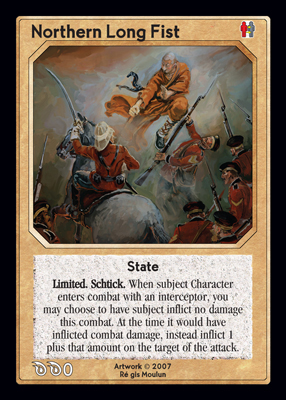 Northern Long Fist
State
Limited. Schtick. When subject Character
enters combat with an interceptor, you
may choose to have subject inflict no damage
this combat. At the time it would have
inflicted combat damage, instead inflict 1
plus that amount on the target of the attack.
Artwork © 2007
Ré gis Moulun